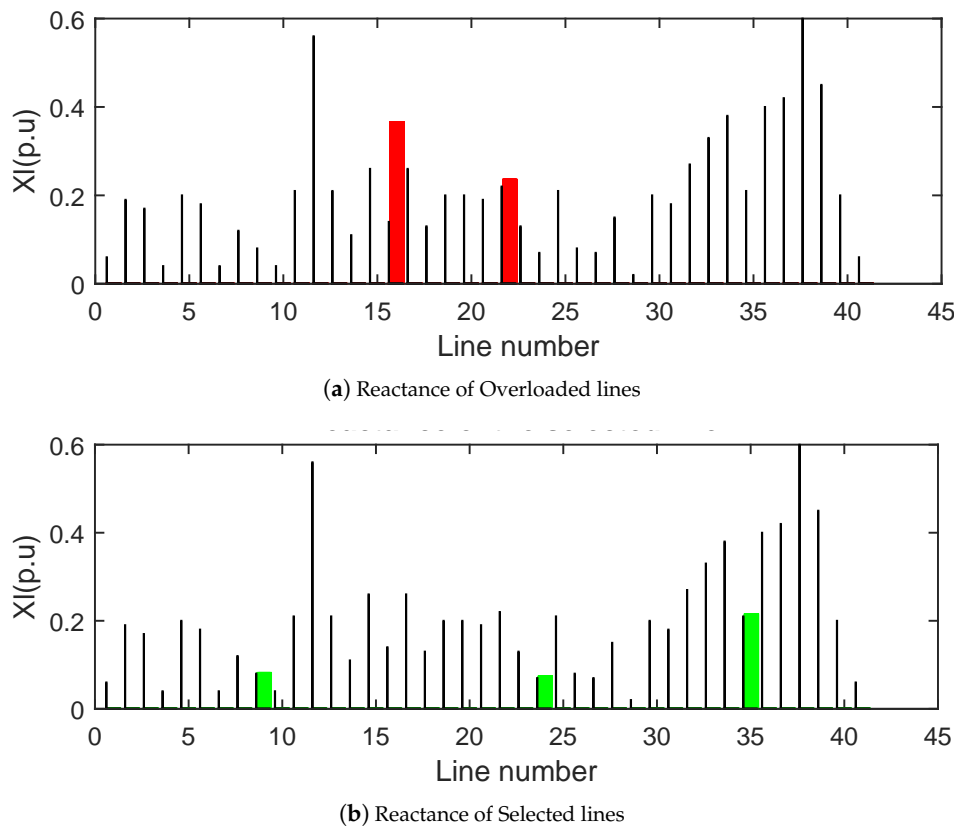 0.6
0.4
0.2
0
XI(p.u)
0 5 10 15 20 25 30 35 40 45
Line number
(a) Reactance of Overloaded lines
0.6
0.4
0.2
0
XI(p.u)
0 5 10 15 20 25 30 35 40 45
Line number
(b) Reactance of Selected lines